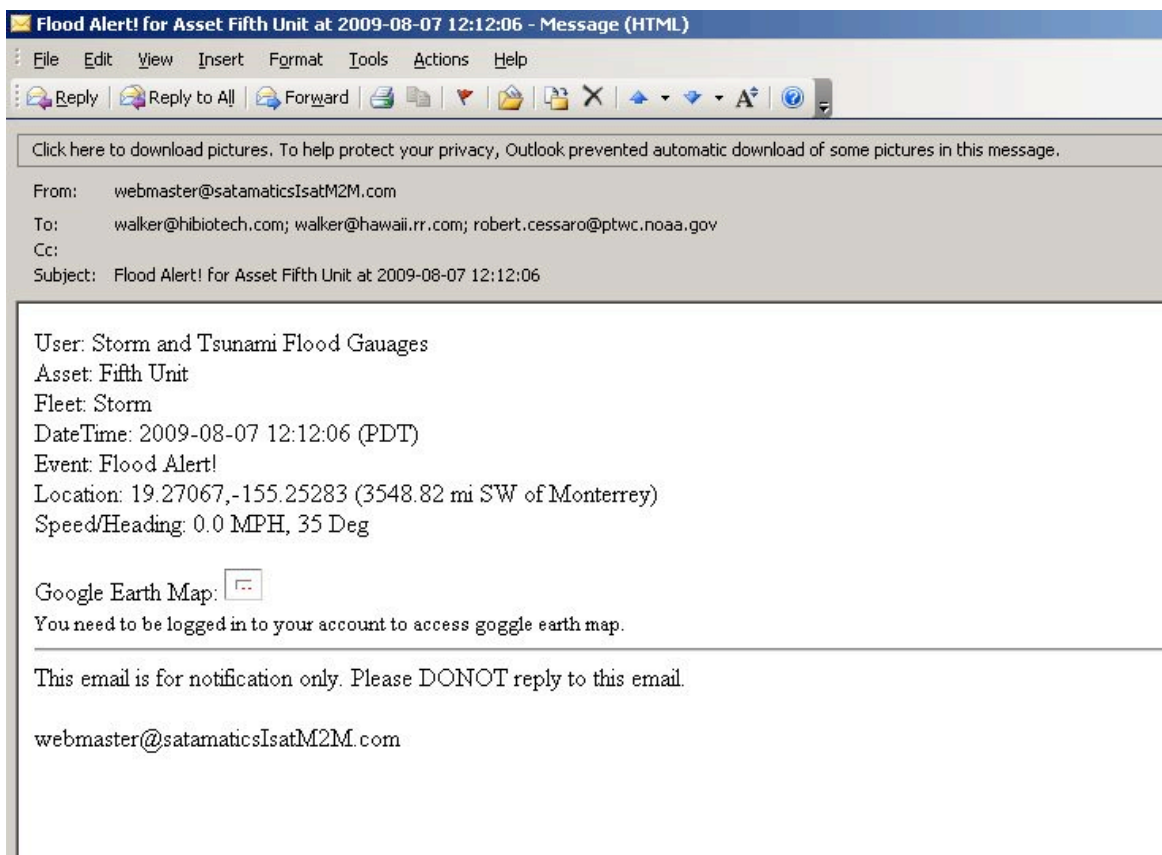 Flood Alert! for Asset Fifth Unit at 2009-08-07 12:12:06 - Message (HTML)
File Edit View Insert Format Tools Actions Help
Reply Reply to All Forward
Click here to download pictures. To help protect your privacy, Outlook prevented automatic download of some pictures in this message.
From: webmaster@satamaticsIsatM2M.com
To: walker@hibiotech.com; walker@hawaii.rr.com; robert.cessaro@ptwc.noaa.gov
Cc:
Subject: Flood Alert! for Asset Fifth Unit at 2009-08-07 12:12:06
User: Storm and Tsunami Flood Gauages
Asset: Fifth Unit
Fleet: Storm
DateTime: 2009-08-07 12:12:06 (PDT)
Event: Flood Alert!
Location: 19.27067,-155.25283 (3548.82 mi SW of Monterrey)
Speed/Heading: 0.0 MPH, 35 Deg
Google Earth Map:
You need to be logged in to your account to access goggle earth map.
This email is for notification only. Please DONOT reply to this email.
webmaster@satamaticsIsatM2M.com